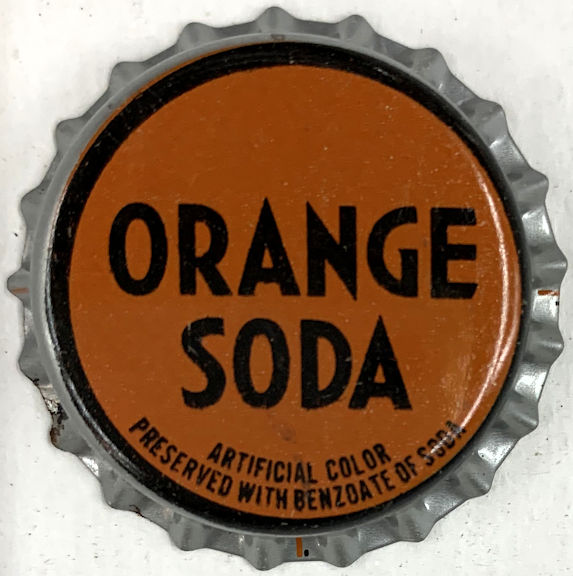 ORANGE
SODA
ARTIFICIAL COLOR
PRESERVED WITH BENZOATE OF SODA